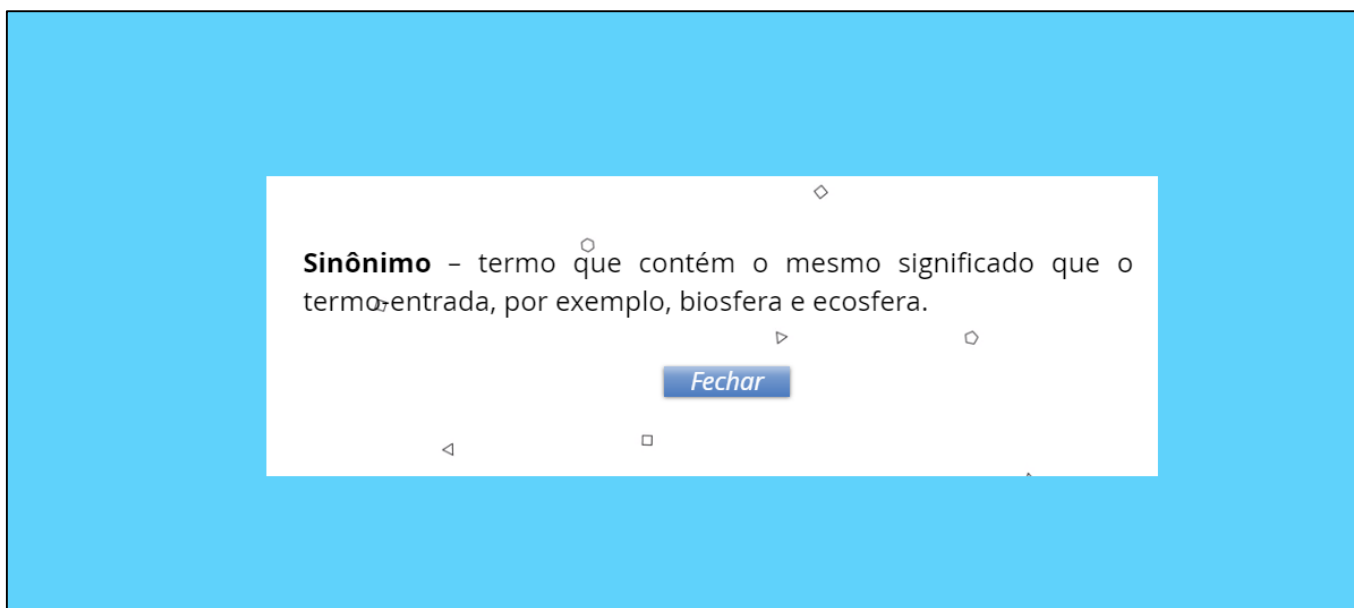 Sinônimo – termo que contém o mesmo significado que o
termo-entrada, por exemplo, biosfera e ecosfera.
Fechar